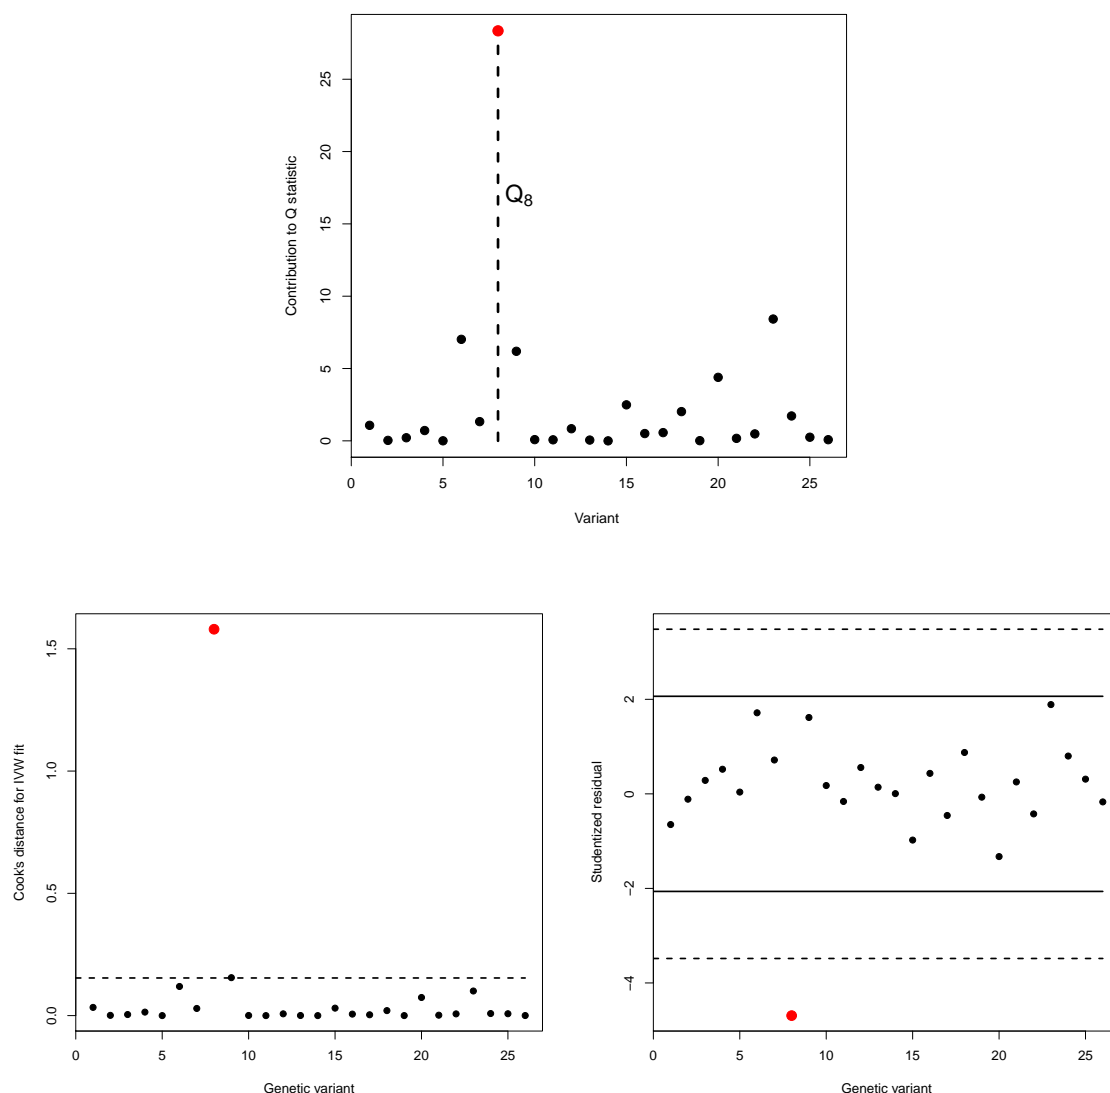 Contribution to Q statistic
25
20
15
10
5
0
Q₈
0 5 10 15 20 25
Variant
Cook's distance for IVW fit
1.5
1.0
0.5
0.0
0 5 10 15 20 25
Genetic variant
Studentized residual
2
0
−2
−4
0 5 10 15 20 25
Genetic variant